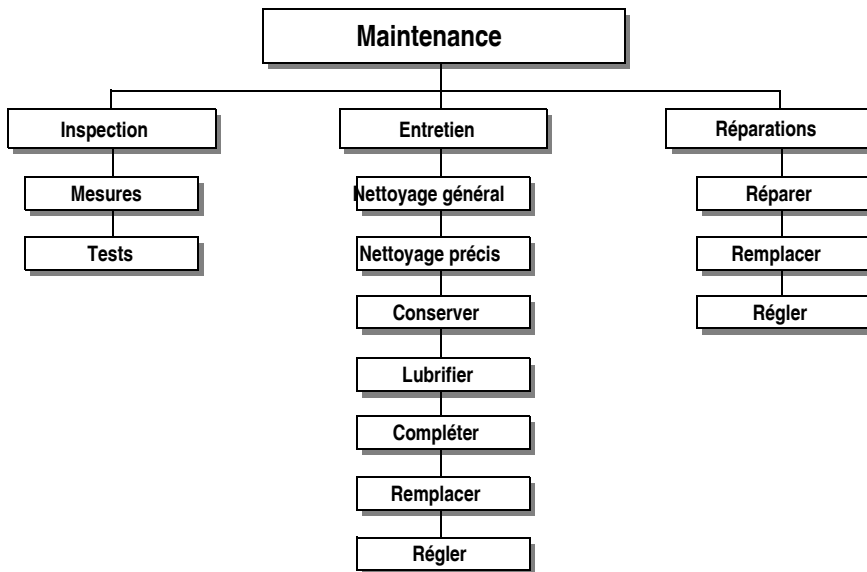 Maintenance
Inspection
Entretien
Réparations
Mesures
Nettoyage général
Réparer
Tests
Nettoyage précis
Remplacer
Conserver
Régler
Lubrifier
Compléter
Remplacer
Régler